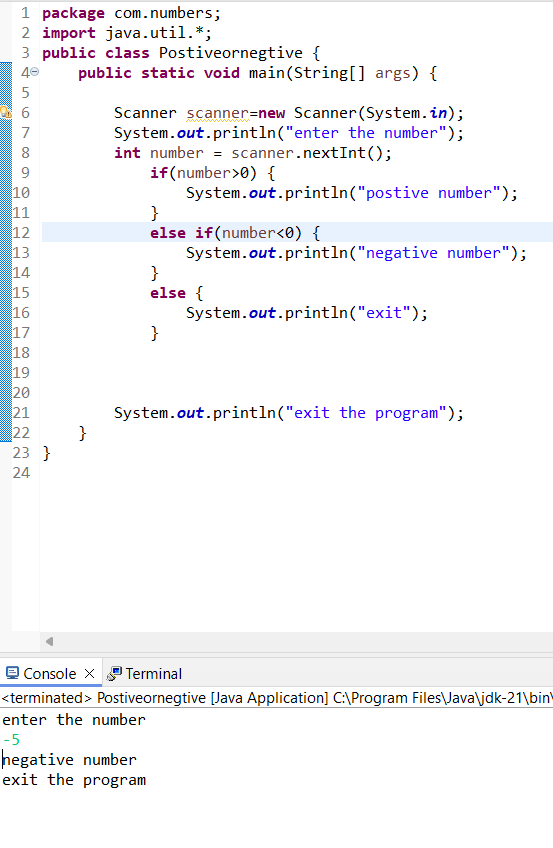 1 package com.numbers;
2 import java.util.*;
3 public class Postiveornegtive {
4 public static void main(String[] args) {
5
6 Scanner scanner=new Scanner(System.in);
7 System.out.println("enter the number");
8 int number = scanner.nextInt();
9 if(number>0) {
10 System.out.println("postive number");
11 }
12 else if(number<0) {
13 System.out.println("negative number");
14 }
15 else {
16 System.out.println("exit");
17 }
18
19
20
21 System.out.println("exit the program");
22 }
23 }
24
Console Terminal
<terminated> Postiveornegtive [Java Application] C:\Program Files\Java\jdk-21\bin\
enter the number
-5
negative number
exit the program